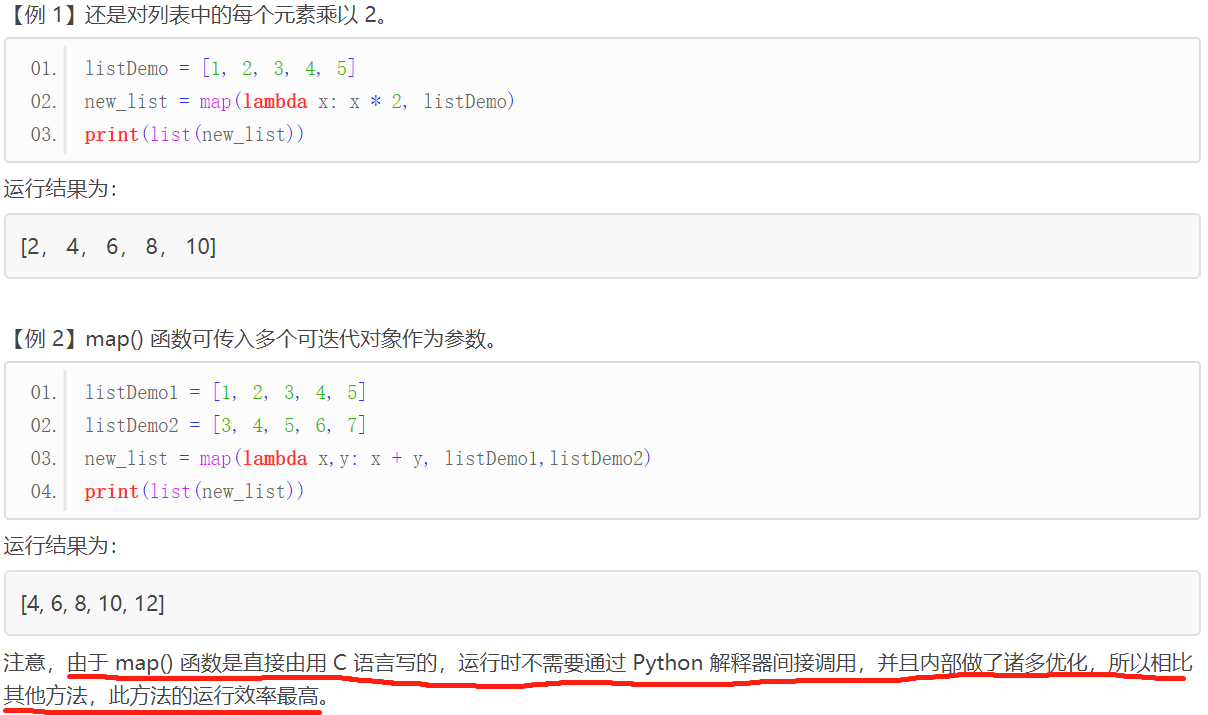 【例 1】还是对列表中的每个元素乘以 2。
01. listDemo = [1, 2, 3, 4, 5]
02. new_list = map(lambda x: x * 2, listDemo)
03. print(list(new_list))
运行结果为：
[2， 4， 6， 8， 10]
【例 2】map() 函数可传入多个可迭代对象作为参数。
01. listDemo1 = [1, 2, 3, 4, 5]
02. listDemo2 = [3, 4, 5, 6, 7]
03. new_list = map(lambda x,y: x + y, listDemo1,listDemo2)
04. print(list(new_list))
运行结果为：
[4, 6, 8, 10, 12]
注意，由于 map() 函数是直接由用 C 语言写的，运行时不需要通过 Python 解释器间接调用，并且内部做了诸多优化，所以相比
其他方法，此方法的运行效率最高。